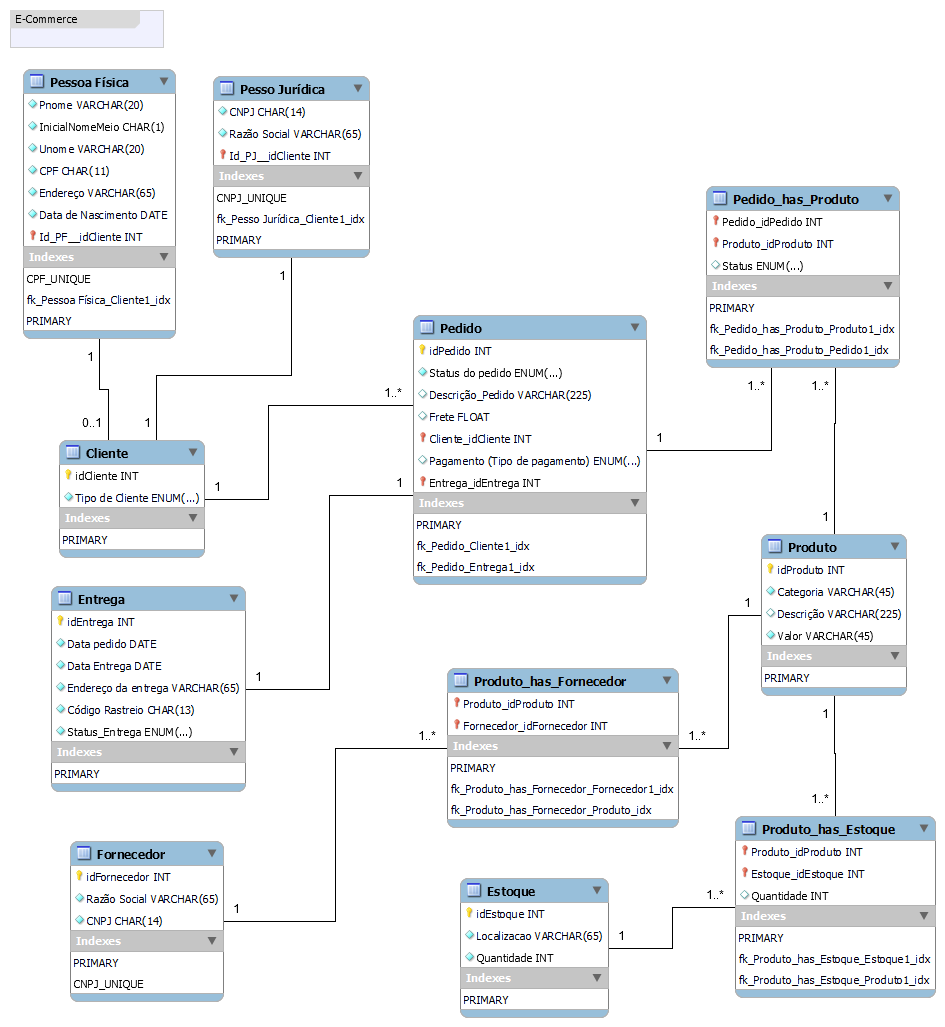 E-Commerce
Pessoa Física
Pnome VARCHAR(20)
InicialNomeMeio CHAR(1)
Unome VARCHAR(20)
CPF CHAR(11)
Endereço VARCHAR(65)
Data de Nascimento DATE
Id_PF__idCliente INT
Indexes
CPF_UNIQUE
fk_Pessoa Física_Cliente1_idx
PRIMARY
Pesso Jurídica
CNPJ CHAR(14)
Razão Social VARCHAR(65)
Id_PJ__idCliente INT
Indexes
CNPJ_UNIQUE
fk_Pesso Jurídica_Cliente1_idx
PRIMARY
1
1
0..1
1
Cliente
idCliente INT
Tipo de Cliente ENUM(...)
Indexes
PRIMARY
1
1..*
Pedido
idPedido INT
Status do pedido ENUM(...)
Descrição_Pedido VARCHAR(225)
Frete FLOAT
Cliente_idCliente INT
Pagamento (Tipo de pagamento) ENUM(...)
Entrega_idEntrega INT
Indexes
PRIMARY
fk_Pedido_Cliente1_idx
fk_Pedido_Entrega1_idx
1
1
Pedido_has_Produto
Pedido_idPedido INT
Produto_idProduto INT
Status ENUM(...)
Indexes
PRIMARY
fk_Pedido_has_Produto_Produto1_idx
fk_Pedido_has_Produto_Pedido1_idx
1..*
1..*
1
Produto
idProduto INT
Categoria VARCHAR(45)
Descrição VARCHAR(225)
Valor VARCHAR(45)
Indexes
PRIMARY
1
1
Entrega
idEntrega INT
Data pedido DATE
Data Entrega DATE
Endereço da entrega VARCHAR(65)
Código Rastreio CHAR(13)
Status_Entrega ENUM(...)
Indexes
PRIMARY
1
Produto_has_Fornecedor
Produto_idProduto INT
Fornecedor_idFornecedor INT
Indexes
PRIMARY
fk_Produto_has_Fornecedor_Fornecedor1_idx
fk_Produto_has_Fornecedor_Produto_idx
1..*
1..*
1..*
Fornecedor
idFornecedor INT
Razão Social VARCHAR(65)
CNPJ CHAR(14)
Indexes
PRIMARY
CNPJ_UNIQUE
1
Estoque
idEstoque INT
Localizacao VARCHAR(65)
Quantidade INT
Indexes
PRIMARY
1
1..*
Produto_has_Estoque
Produto_idProduto INT
Estoque_idEstoque INT
Quantidade INT
Indexes
PRIMARY
fk_Produto_has_Estoque_Estoque1_idx
fk_Produto_has_Estoque_Produto1_idx